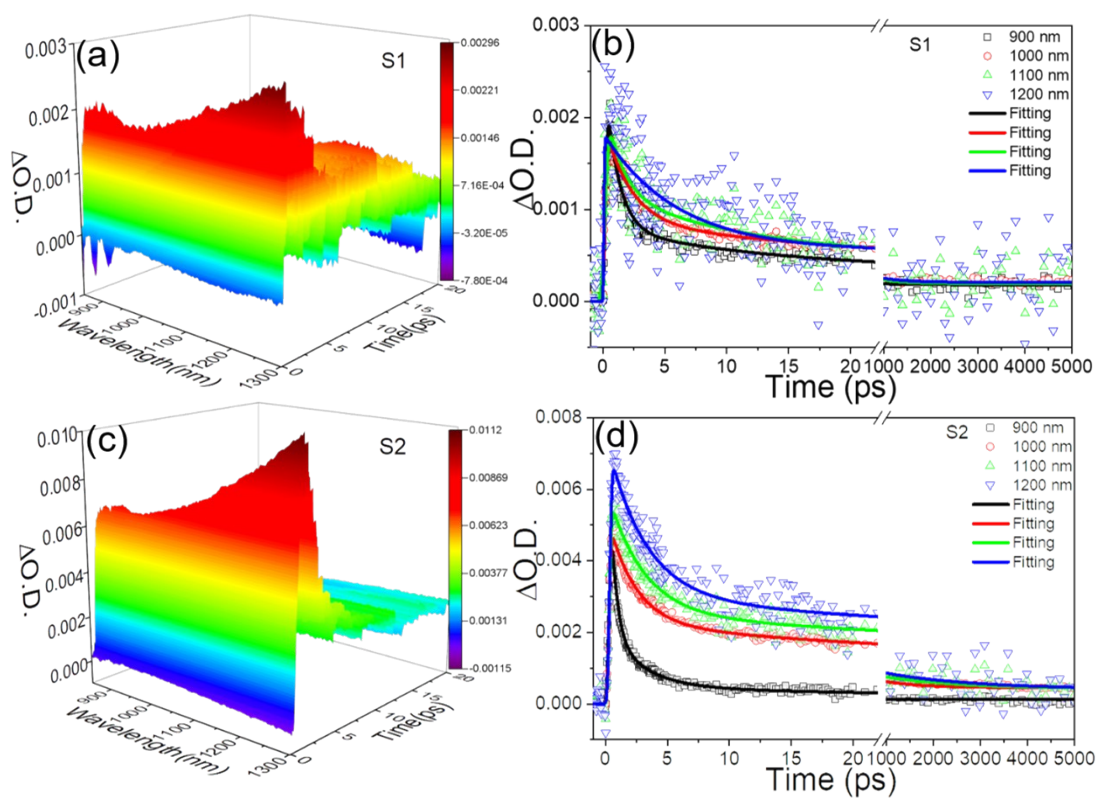 (a)
S1
0.003
0.002
0.001
0.000
-0.001
ΔO.D.
900
1000
1100
1200
1300
Wavelength(nm)
0
5
10
15
20
Time(ps)
0.00296
0.00221
0.00146
7.16E-04
-3.20E-05
-7.80E-04
(b)
S1
900 nm
1000 nm
1100 nm
1200 nm
Fitting
Fitting
Fitting
Fitting
0.003
0.002
0.001
0.000
ΔO.D.
0 5 10 15 20 1000 2000 3000 4000 5000
Time (ps)
(c)
S2
0.010
0.008
0.006
0.004
0.002
0.000
ΔO.D.
900
1000
1100
1200
1300
Wavelength(nm)
0
5
10
15
20
Time(ps)
0.0112
0.00869
0.00623
0.00377
0.00131
-0.00115
(d)
S2
900 nm
1000 nm
1100 nm
1200 nm
Fitting
Fitting
Fitting
Fitting
0.008
0.006
0.004
0.002
0.000
ΔO.D.
0 5 10 15 20 1000 2000 3000 4000 5000
Time (ps)